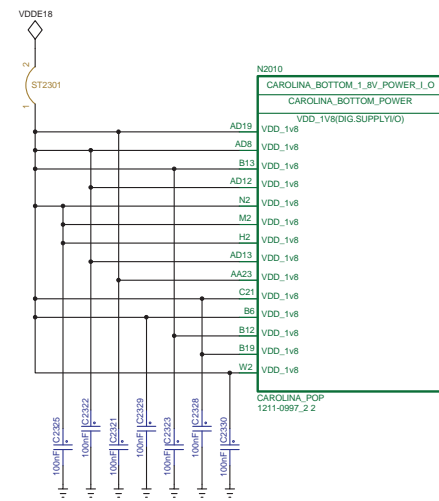 VDDE18
2
ST2301
1
N2010
CAROLINA_BOTTOM_1_8V_POWER_I_O
CAROLINA_BOTTOM_POWER
VDD_1V8(DIG.SUPPLYI/O)
AD19 VDD_1v8
AD8 VDD_1v8
B13 VDD_1v8
AD12 VDD_1v8
N2 VDD_1v8
M2 VDD_1v8
H2 VDD_1v8
AD13 VDD_1v8
AA23 VDD_1v8
C21 VDD_1v8
B6 VDD_1v8
B12 VDD_1v8
B19 VDD_1v8
W2 VDD_1v8
CAROLINA_POP
1211-0997_2 2
100nF C2325
100nF C2322
100nF C2321
100nF C2329
100nF C2323
100nF C2328
100nF C2330